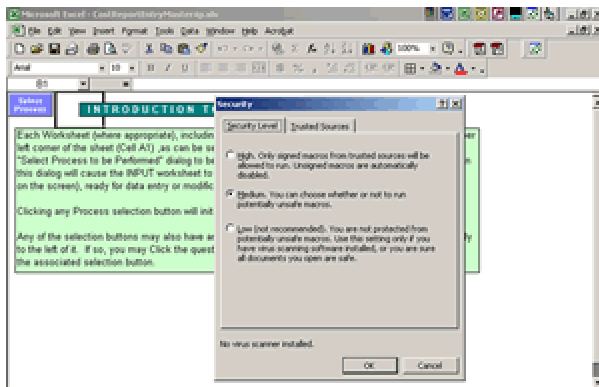 Microsoft Excel - CostReportEntryMasterip.xls
File Edit View Insert Format Tools Data Window Help Acrobat
100%
Arial 10 B I U
B1 =
Select
Process
INTRODUCTION T
Each Worksheet (where appropriate), includin
left corner of the sheet (Cell A1) ,as can be se
"Select Process to be Performed" dialog to be
this dialog will cause the INPUT worksheet to
on the screen), ready for data entry or modific
Clicking any Process selection button will init
Any of the selection buttons may also have a
to the left of it. If so, you may Click the quest
the associated selection button.
Security
Security Level Trusted Sources
High. Only signed macros from trusted sources will be
allowed to run. Unsigned macros are automatically
disabled.
Medium. You can choose whether or not to run
potentially unsafe macros.
Low (not recommended). You are not protected from
potentially unsafe macros. Use this setting only if you
have virus scanning software installed, or you are sure
all documents you open are safe.
No virus scanner installed.
OK Cancel